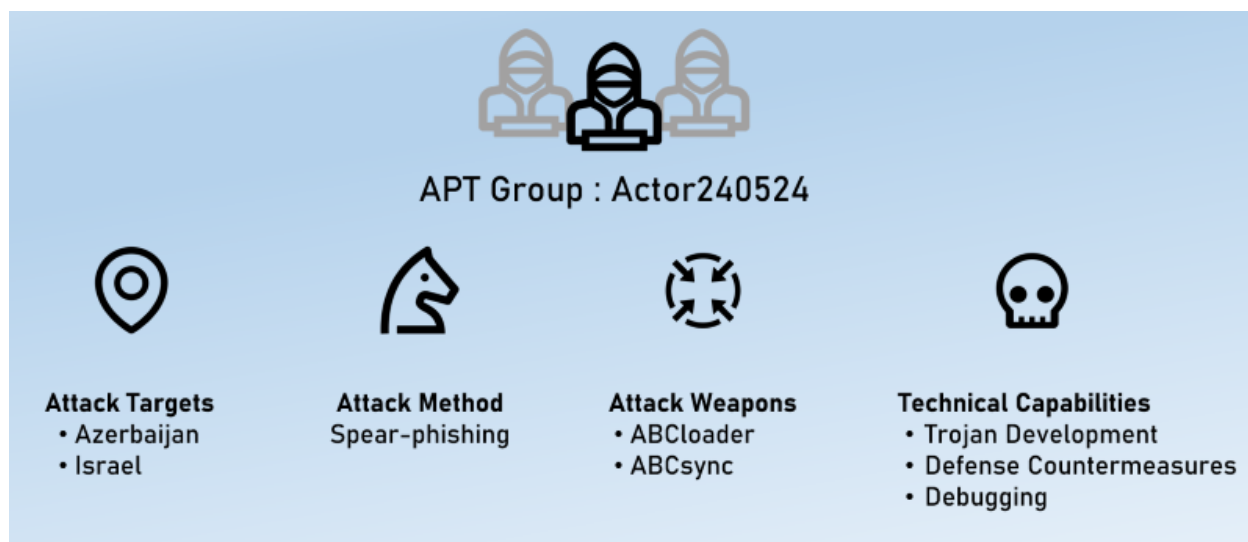 APT Group : Actor240524
Attack Targets
• Azerbaijan
• Israel
Attack Method
Spear-phishing
Attack Weapons
• ABCloader
• ABCsync
Technical Capabilities
• Trojan Development
• Defense Countermeasures
• Debugging